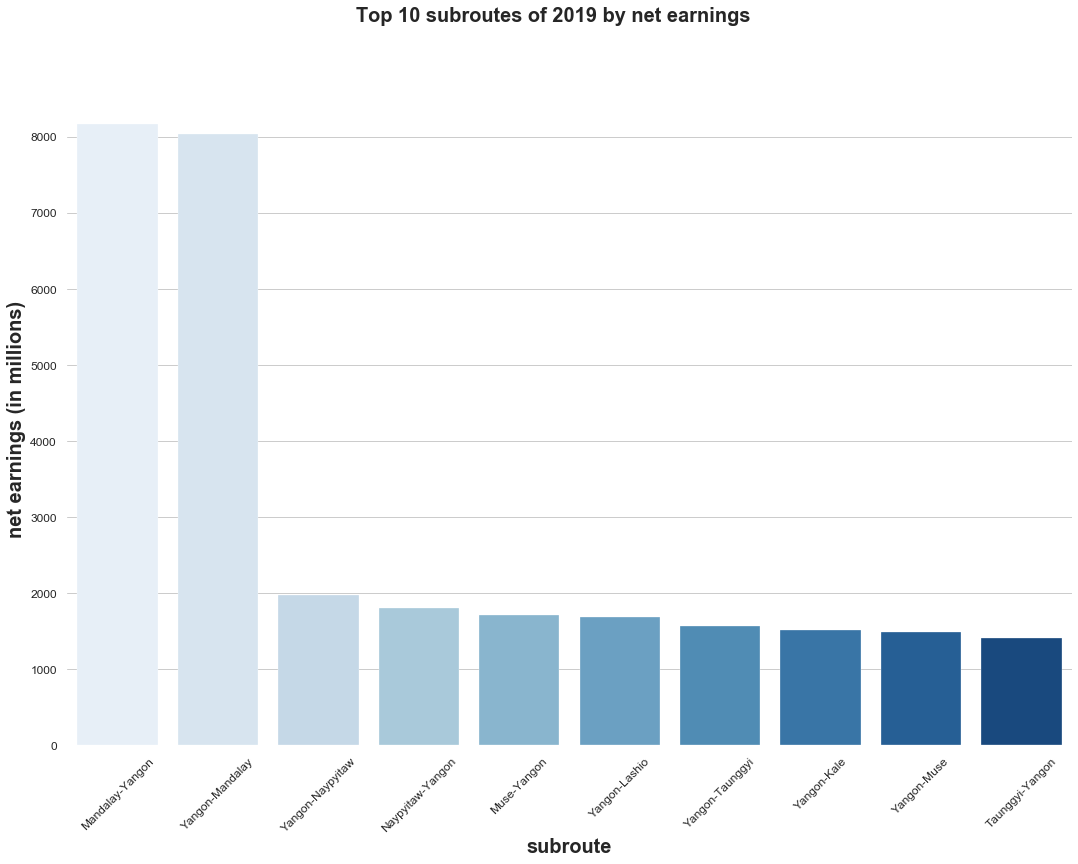 Top 10 subroutes of 2019 by net earnings
net earnings (in millions)
8000
7000
6000
5000
4000
3000
2000
1000
0
Mandalay-Yangon
Yangon-Mandalay
Yangon-Naypyitaw
Naypyitaw-Yangon
Muse-Yangon
Yangon-Lashio
Yangon-Taunggyi
Yangon-Kale
Yangon-Muse
Taunggyi-Yangon
subroute